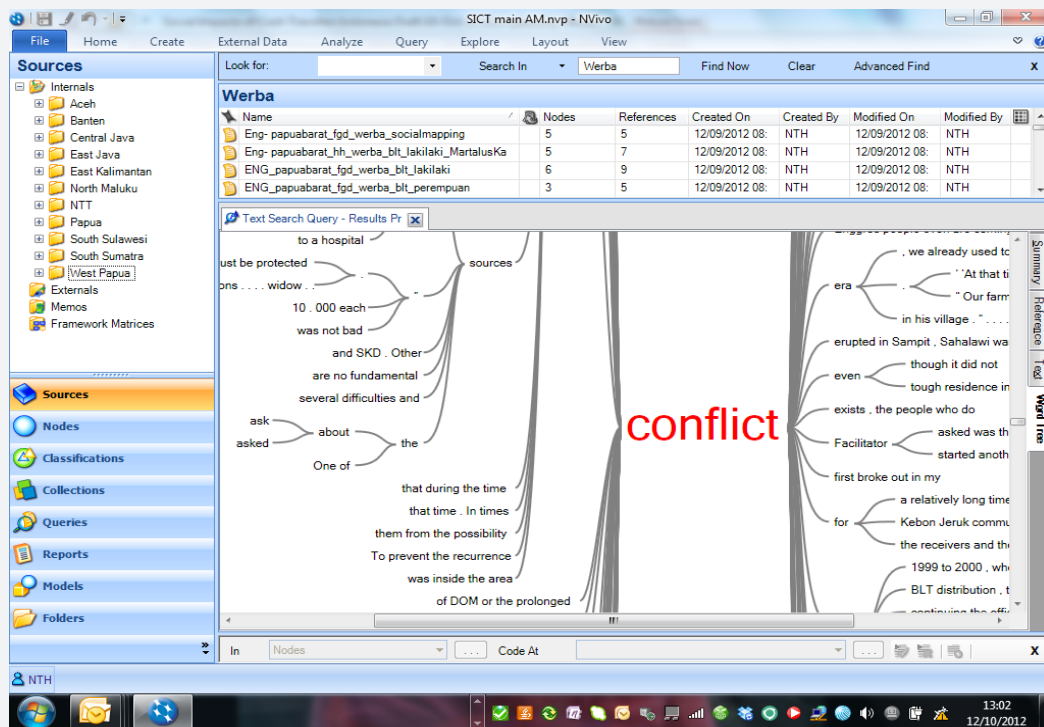 SICT main AM.nvp - NVivo
File Home Create External Data Analyze Query Explore Layout View
Sources
Look for: Search In Werba Find Now Clear Advanced Find x
Internals
Aceh
Banten
Central Java
East Java
East Kalimantan
North Maluku
NTT
Papua
South Sulawesi
South Sumatra
West Papua
Externals
Memos
Framework Matrices
Sources
Nodes
Classifications
Collections
Queries
Reports
Models
Folders
Werba
Name Nodes References Created On Created By Modified On Modified By
Eng- papuabarat_fgd_werba_socialmapping 5 5 12/09/2012 08: NTH 12/09/2012 08: NTH
Eng- papuabarat_hh_werba_blt_lakilaki_MartalusKa 5 7 12/09/2012 08: NTH 12/09/2012 08: NTH
ENG_papuabarat_fgd_werba_blt_lakilaki 6 9 12/09/2012 08: NTH 12/09/2012 08: NTH
ENG_papuabarat_fgd_werba_blt_perempuan 3 5 12/09/2012 08: NTH 12/09/2012 08: NTH
Text Search Query - Results Pr
to a hospital
sources
ust be protected
.
ons . . . . widow . .
"
10 . 000 each
was not bad
and SKD . Other
are no fundamental
several difficulties and
ask
about
asked
the
One of
that during the time
that time . In times
them from the possibility
To prevent the recurrence
was inside the area
of DOM or the prolonged
conflict
, we already used to
era
. ' 'At that ti
" Our farm
in his village . " . . . .
erupted in Sampit , Sahalawi wa
even
though it did not
tough residence in
exists , the people who do
Facilitator
asked was th
started anoth
first broke out in my
for
a relatively long time
Kebon Jeruk commu
the receivers and th
1999 to 2000 , wh
BLT distribution , t
Summary
Reference
Text
Word Tree
In Nodes ... Code At ... x
NTH
13:02
12/10/2012